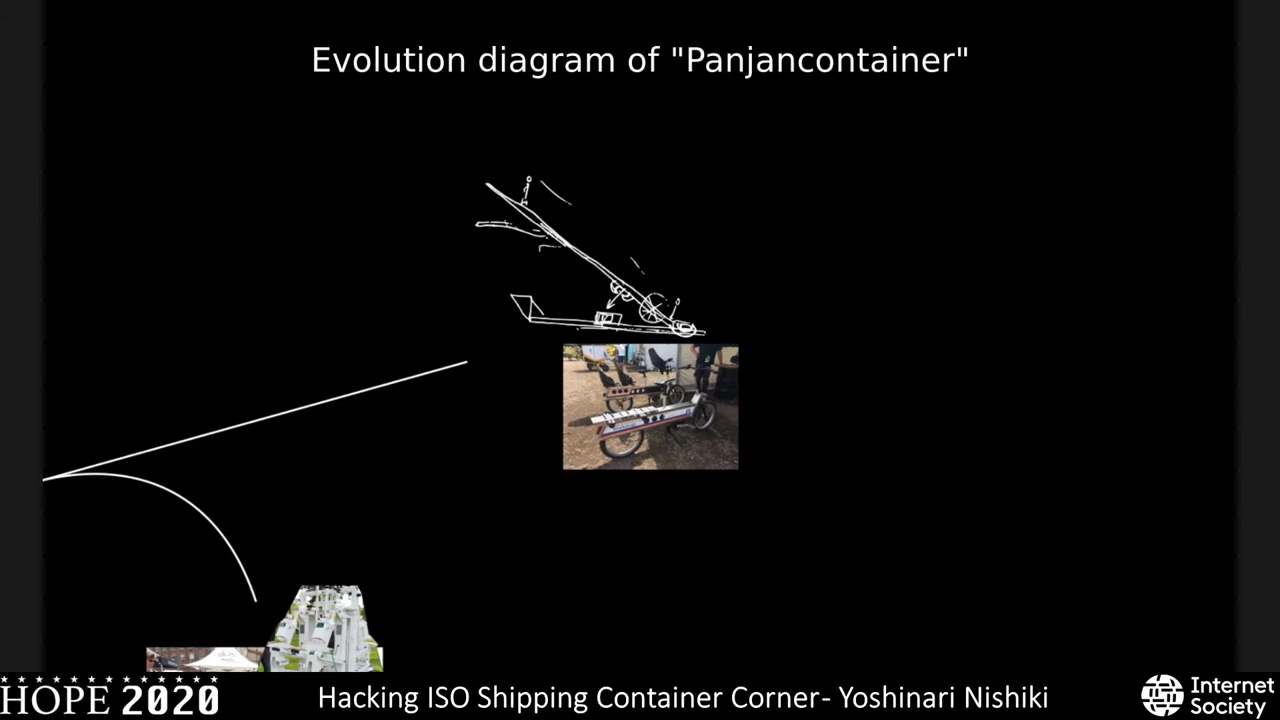 Evolution diagram of "Panjancontainer"
HOPE 2020
Hacking ISO Shipping Container Corner- Yoshinari Nishiki
Internet
Society